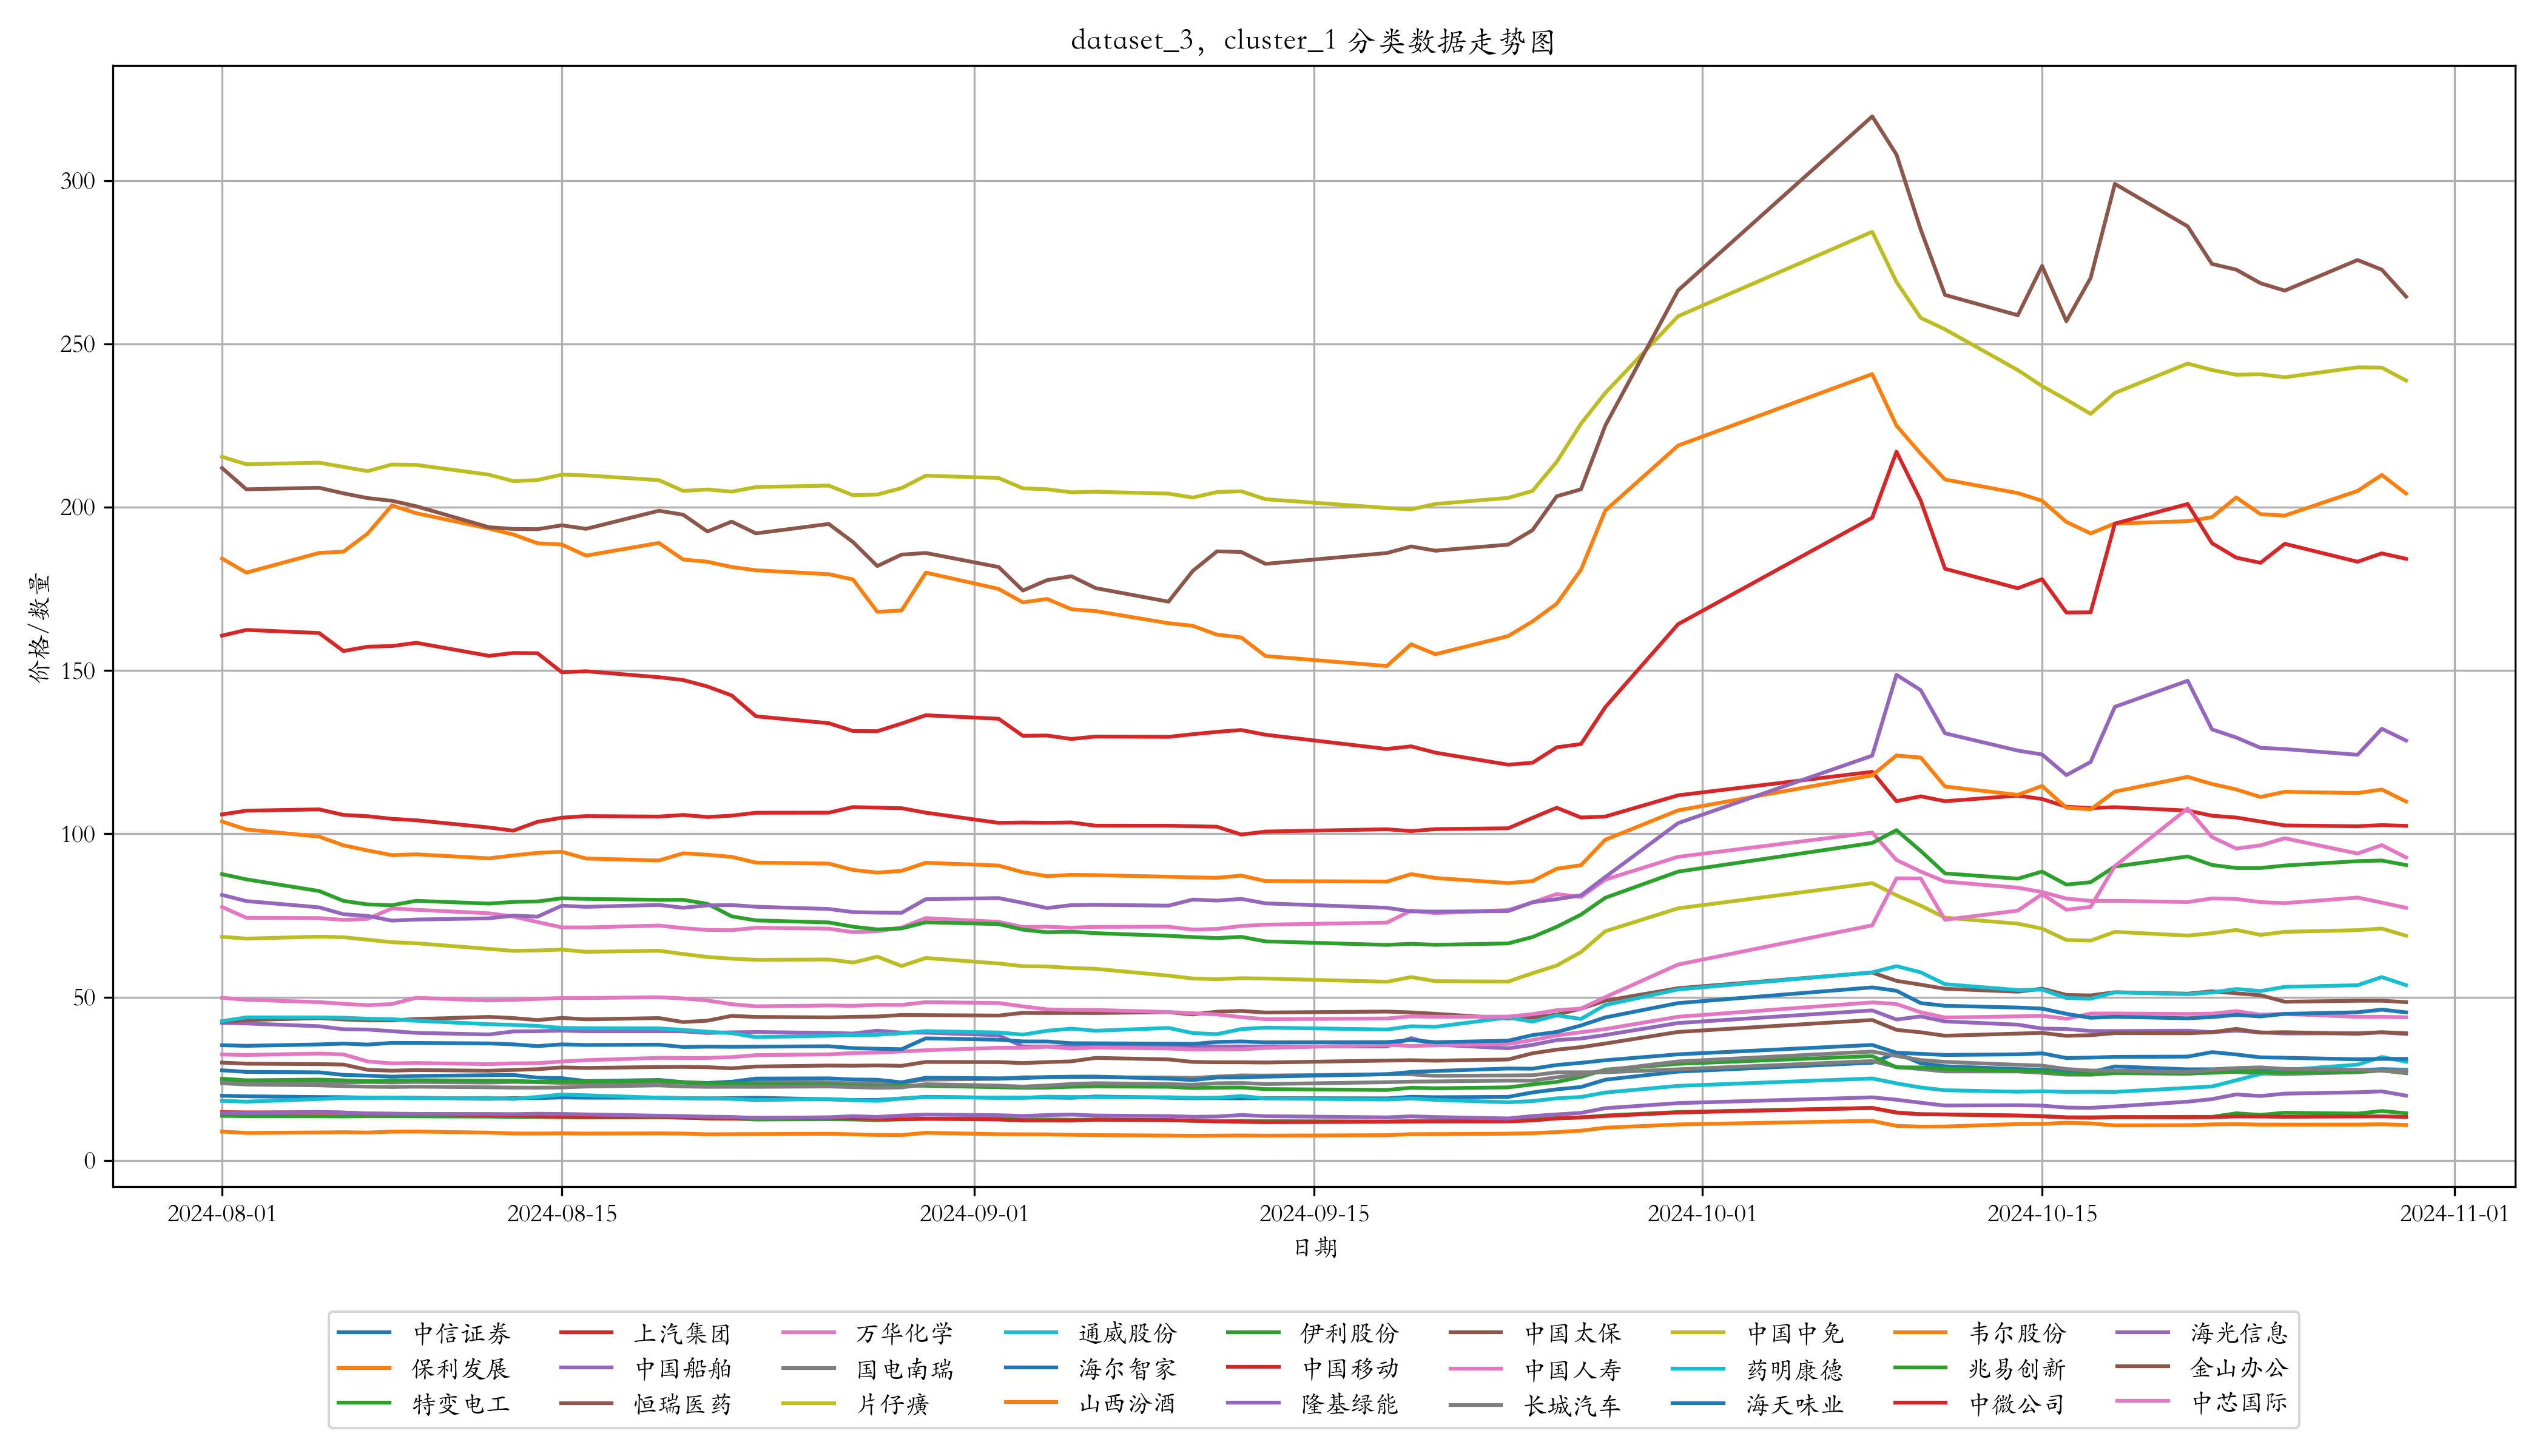 dataset_3，cluster_1 分类数据走势图
价格/数量
300
250
200
150
100
50
0
2024-08-01 2024-08-15 2024-09-01 2024-09-15 2024-10-01 2024-10-15 2024-11-01
日期
中信证券 上汽集团 万华化学 通威股份 伊利股份 中国太保 中国中免 韦尔股份 海光信息
保利发展 中国船舶 国电南瑞 海尔智家 中国移动 中国人寿 药明康德 兆易创新 金山办公
特变电工 恒瑞医药 片仔癀 山西汾酒 隆基绿能 长城汽车 海天味业 中微公司 中芯国际